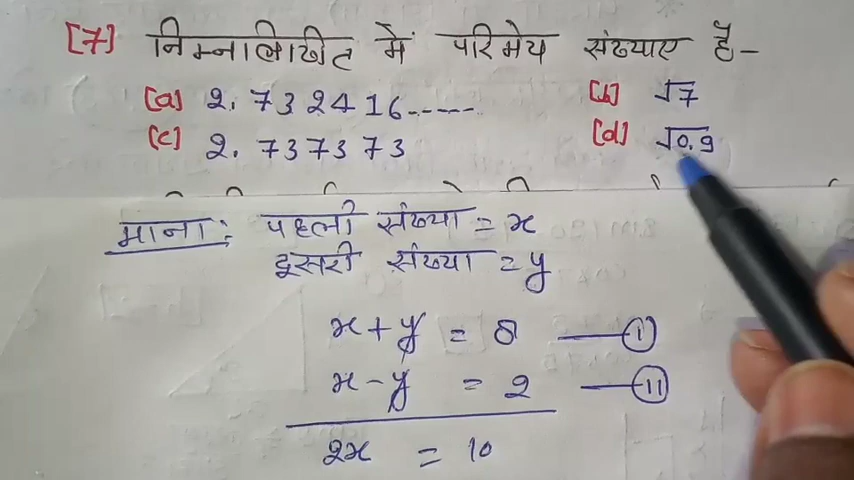 [7] निम्नलिखीत में परिमेय संख्याए है-
[a] 2.732416-----
[b] √7
[c] 2.737373
[d] √0.9
माना: पहली संख्या = x
दूसरी संख्या = y
x + y = 8 —(I)
x - y = 2 —(II)
2x = 10